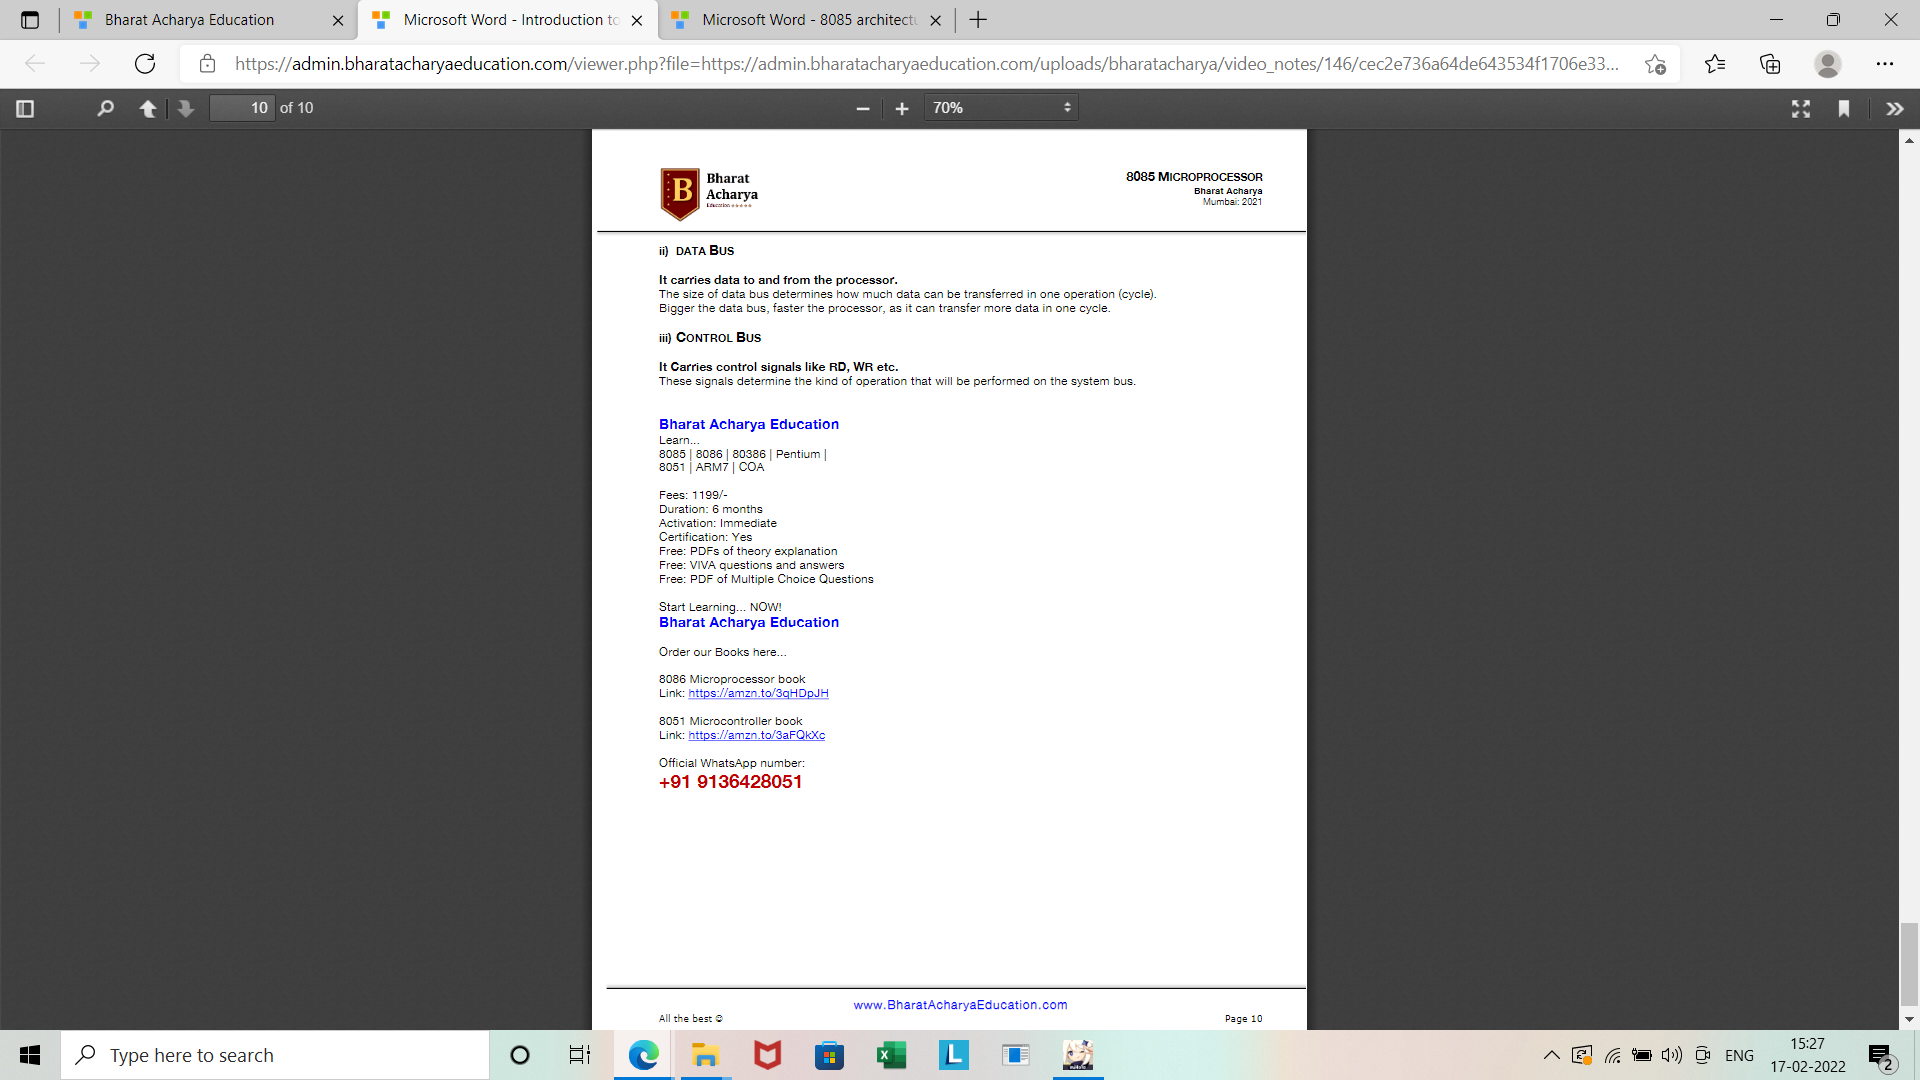 Bharat Acharya Education
Microsoft Word - Introduction to
Microsoft Word - 8085 architectu
https://admin.bharatacharyaeducation.com/viewer.php?file=https://admin.bharatacharyaeducation.com/uploads/bharatacharya/video_notes/146/cec2e736a64de643534f1706e33...
10 of 10
70%
B
Bharat
Acharya
Education
8085 MICROPROCESSOR
Bharat Acharya
Mumbai: 2021
ii) DATA BUS
It carries data to and from the processor.
The size of data bus determines how much data can be transferred in one operation (cycle).
Bigger the data bus, faster the processor, as it can transfer more data in one cycle.
iii) CONTROL BUS
It Carries control signals like RD, WR etc.
These signals determine the kind of operation that will be performed on the system bus.
Bharat Acharya Education
Learn...
8085 | 8086 | 80386 | Pentium |
8051 | ARM7 | COA
Fees: 1199/-
Duration: 6 months
Activation: Immediate
Certification: Yes
Free: PDFs of theory explanation
Free: VIVA questions and answers
Free: PDF of Multiple Choice Questions
Start Learning... NOW!
Bharat Acharya Education
Order our Books here...
8086 Microprocessor book
Link: https://amzn.to/3qHDpJH
8051 Microcontroller book
Link: https://amzn.to/3aFQkXc
Official WhatsApp number:
+91 9136428051
www.BharatAcharyaEducation.com
All the best ☺
Page 10
Type here to search
L
ENG
15:27
17-02-2022
2